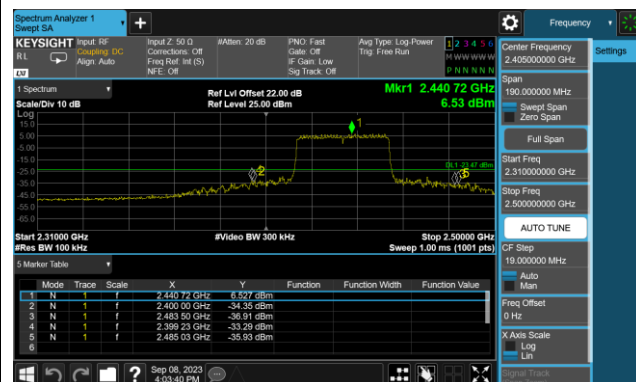 Spectrum Analyzer 1
Swept SA
Frequency
KEYSIGHT Input: RF
Coupling: DC
Align: Auto
RL
LXI
Input Z: 50 Ω
Corrections: Off
Freq Ref: Int (S)
NFE: Off
#Atten: 20 dB
PNO: Fast
Gate: Off
IF Gain: Low
Sig Track: Off
Avg Type: Log-Power
Trig: Free Run
1 2 3 4 5 6
M W W W W W
P N N N N N
Center Frequency
2.405000000 GHz
Settings
Span
190.000000 MHz
Swept Span
Zero Span
Full Span
Start Freq
2.310000000 GHz
Stop Freq
2.500000000 GHz
AUTO TUNE
CF Step
19.000000 MHz
Auto
Man
Freq Offset
0 Hz
X Axis Scale
Log
Lin
Signal Track
1 Spectrum
Scale/Div 10 dB
Log
Ref Lvl Offset 22.00 dB
Ref Level 25.00 dBm
Mkr1 2.440 72 GHz
6.53 dBm
15.0
5.00
-5.00
-15.0
-25.0
-35.0
-45.0
-55.0
-65.0
1
2
5
DL1 -23.47 dBm
Start 2.31000 GHz
#Res BW 100 kHz
#Video BW 300 kHz
Stop 2.50000 GHz
Sweep 1.00 ms (1001 pts)
5 Marker Table
Mode Trace Scale X Y Function Function Width Function Value
1 N 1 f 2.440 72 GHz 6.527 dBm
2 N 1 f 2.400 00 GHz -34.35 dBm
3 N 1 f 2.483 50 GHz -36.91 dBm
4 N 1 f 2.399 23 GHz -33.29 dBm
5 N 1 f 2.485 03 GHz -35.93 dBm
6
?
Sep 08, 2023
4:03:40 PM